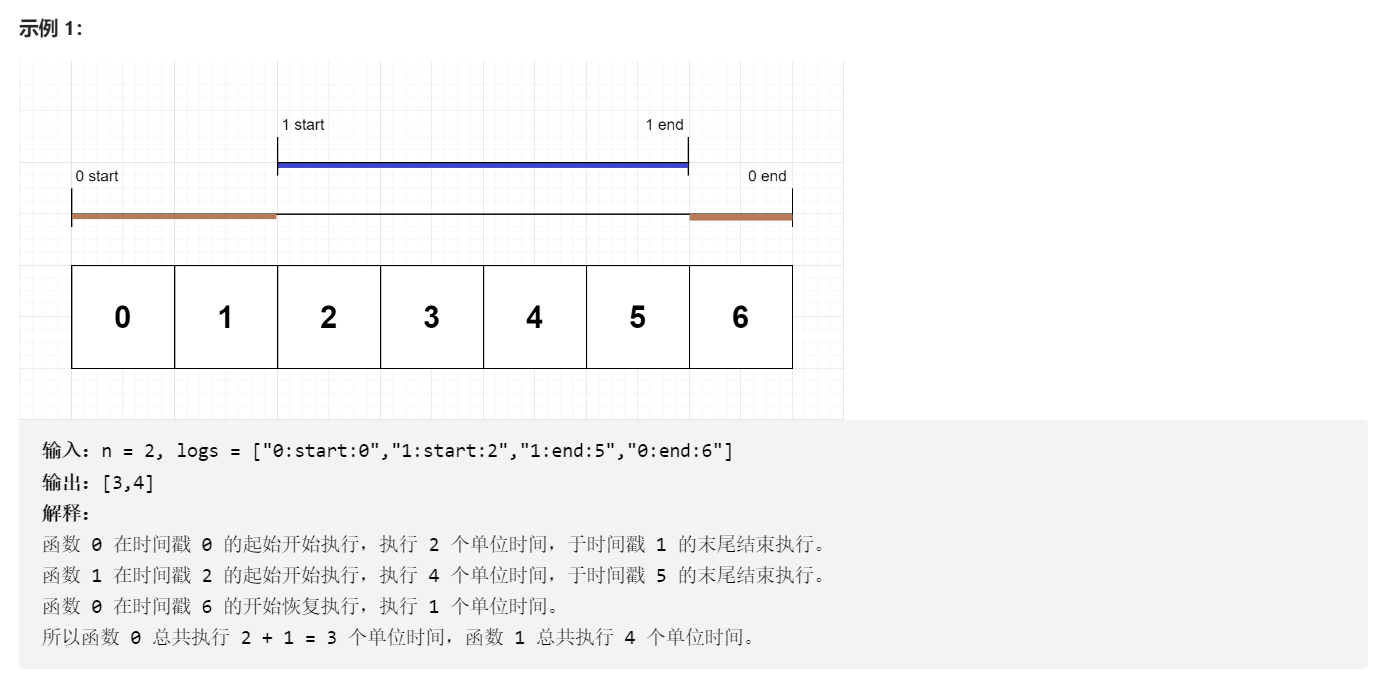 示例 1：
1 start 1 end
0 start 0 end
0 1 2 3 4 5 6
输入：n = 2, logs = ["0:start:0","1:start:2","1:end:5","0:end:6"]
输出：[3,4]
解释：
函数 0 在时间戳 0 的起始开始执行，执行 2 个单位时间，于时间戳 1 的末尾结束执行。
函数 1 在时间戳 2 的起始开始执行，执行 4 个单位时间，于时间戳 5 的末尾结束执行。
函数 0 在时间戳 6 的开始恢复执行，执行 1 个单位时间。
所以函数 0 总共执行 2 + 1 = 3 个单位时间，函数 1 总共执行 4 个单位时间。